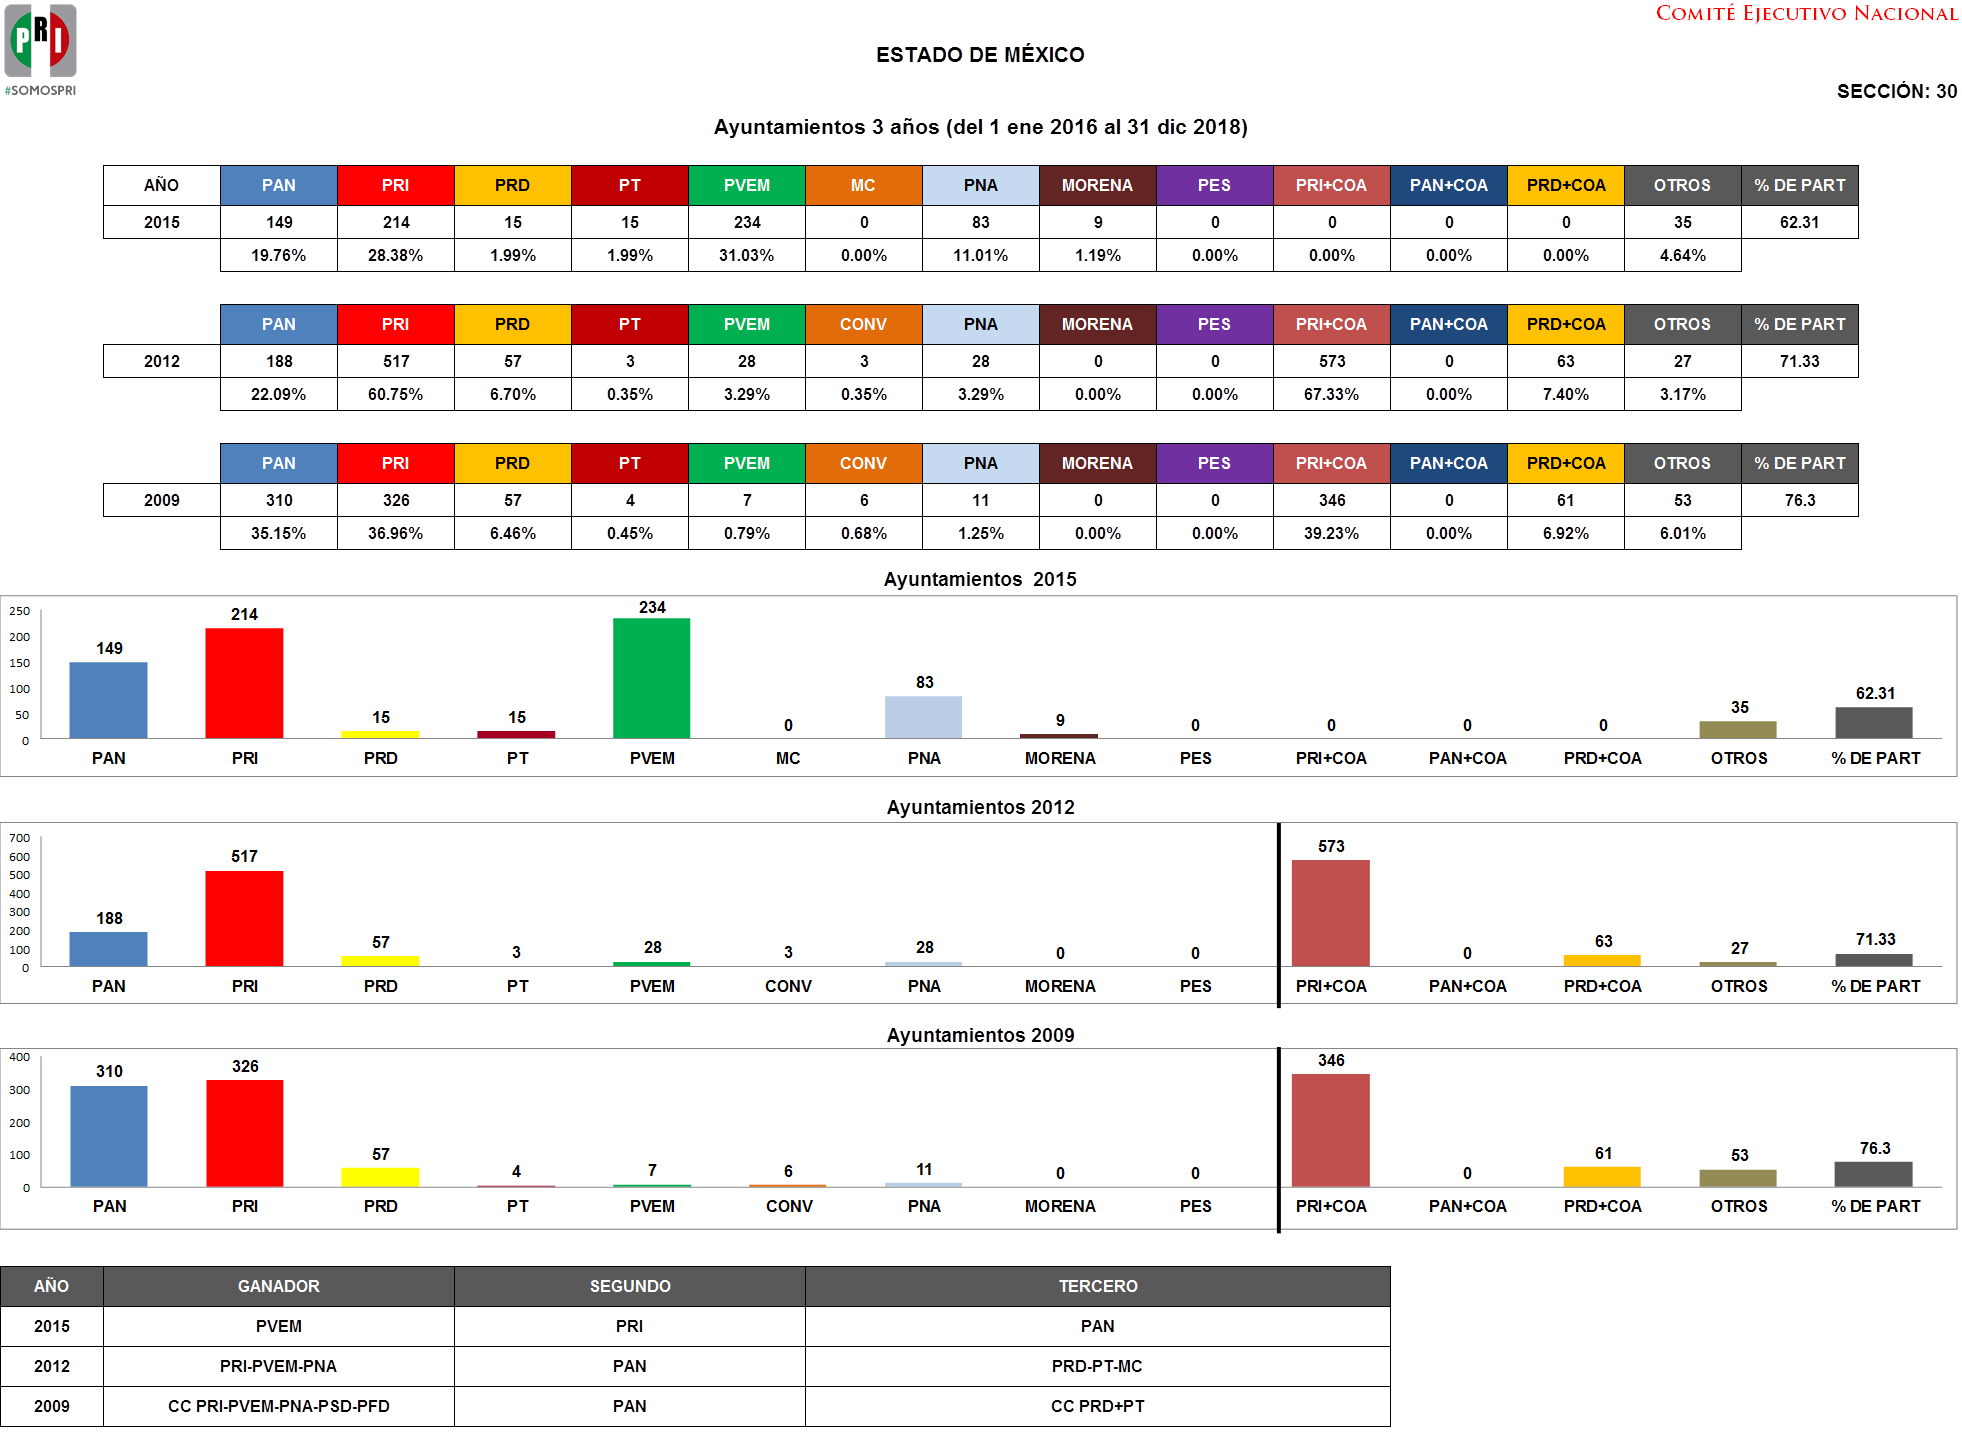 COMITÉ EJECUTIVO NACIONAL
PRI
#SOMOSPRI
ESTADO DE MÉXICO
SECCIÓN: 30
Ayuntamientos 3 años (del 1 ene 2016 al 31 dic 2018)
AÑO PAN PRI PRD PT PVEM MC PNA MORENA PES PRI+COA PAN+COA PRD+COA OTROS % DE PART
2015 149 214 15 15 234 0 83 9 0 0 0 0 35 62.31
19.76% 28.38% 1.99% 1.99% 31.03% 0.00% 11.01% 1.19% 0.00% 0.00% 0.00% 0.00% 4.64%
PAN PRI PRD PT PVEM CONV PNA MORENA PES PRI+COA PAN+COA PRD+COA OTROS % DE PART
2012 188 517 57 3 28 3 28 0 0 573 0 63 27 71.33
22.09% 60.75% 6.70% 0.35% 3.29% 0.35% 3.29% 0.00% 0.00% 67.33% 0.00% 7.40% 3.17%
PAN PRI PRD PT PVEM CONV PNA MORENA PES PRI+COA PAN+COA PRD+COA OTROS % DE PART
2009 310 326 57 4 7 6 11 0 0 346 0 61 53 76.3
35.15% 36.96% 6.46% 0.45% 0.79% 0.68% 1.25% 0.00% 0.00% 39.23% 0.00% 6.92% 6.01%
Ayuntamientos 2015
250
200
150
100
50
0
149 214 15 15 234 0 83 9 0 0 0 0 35 62.31
PAN PRI PRD PT PVEM MC PNA MORENA PES PRI+COA PAN+COA PRD+COA OTROS % DE PART
Ayuntamientos 2012
700
600
500
400
300
200
100
0
188 517 57 3 28 3 28 0 0 573 0 63 27 71.33
PAN PRI PRD PT PVEM CONV PNA MORENA PES PRI+COA PAN+COA PRD+COA OTROS % DE PART
Ayuntamientos 2009
400
300
200
100
0
310 326 57 4 7 6 11 0 0 346 0 61 53 76.3
PAN PRI PRD PT PVEM CONV PNA MORENA PES PRI+COA PAN+COA PRD+COA OTROS % DE PART
AÑO GANADOR SEGUNDO TERCERO
2015 PVEM PRI PAN
2012 PRI-PVEM-PNA PAN PRD-PT-MC
2009 CC PRI-PVEM-PNA-PSD-PFD PAN CC PRD+PT